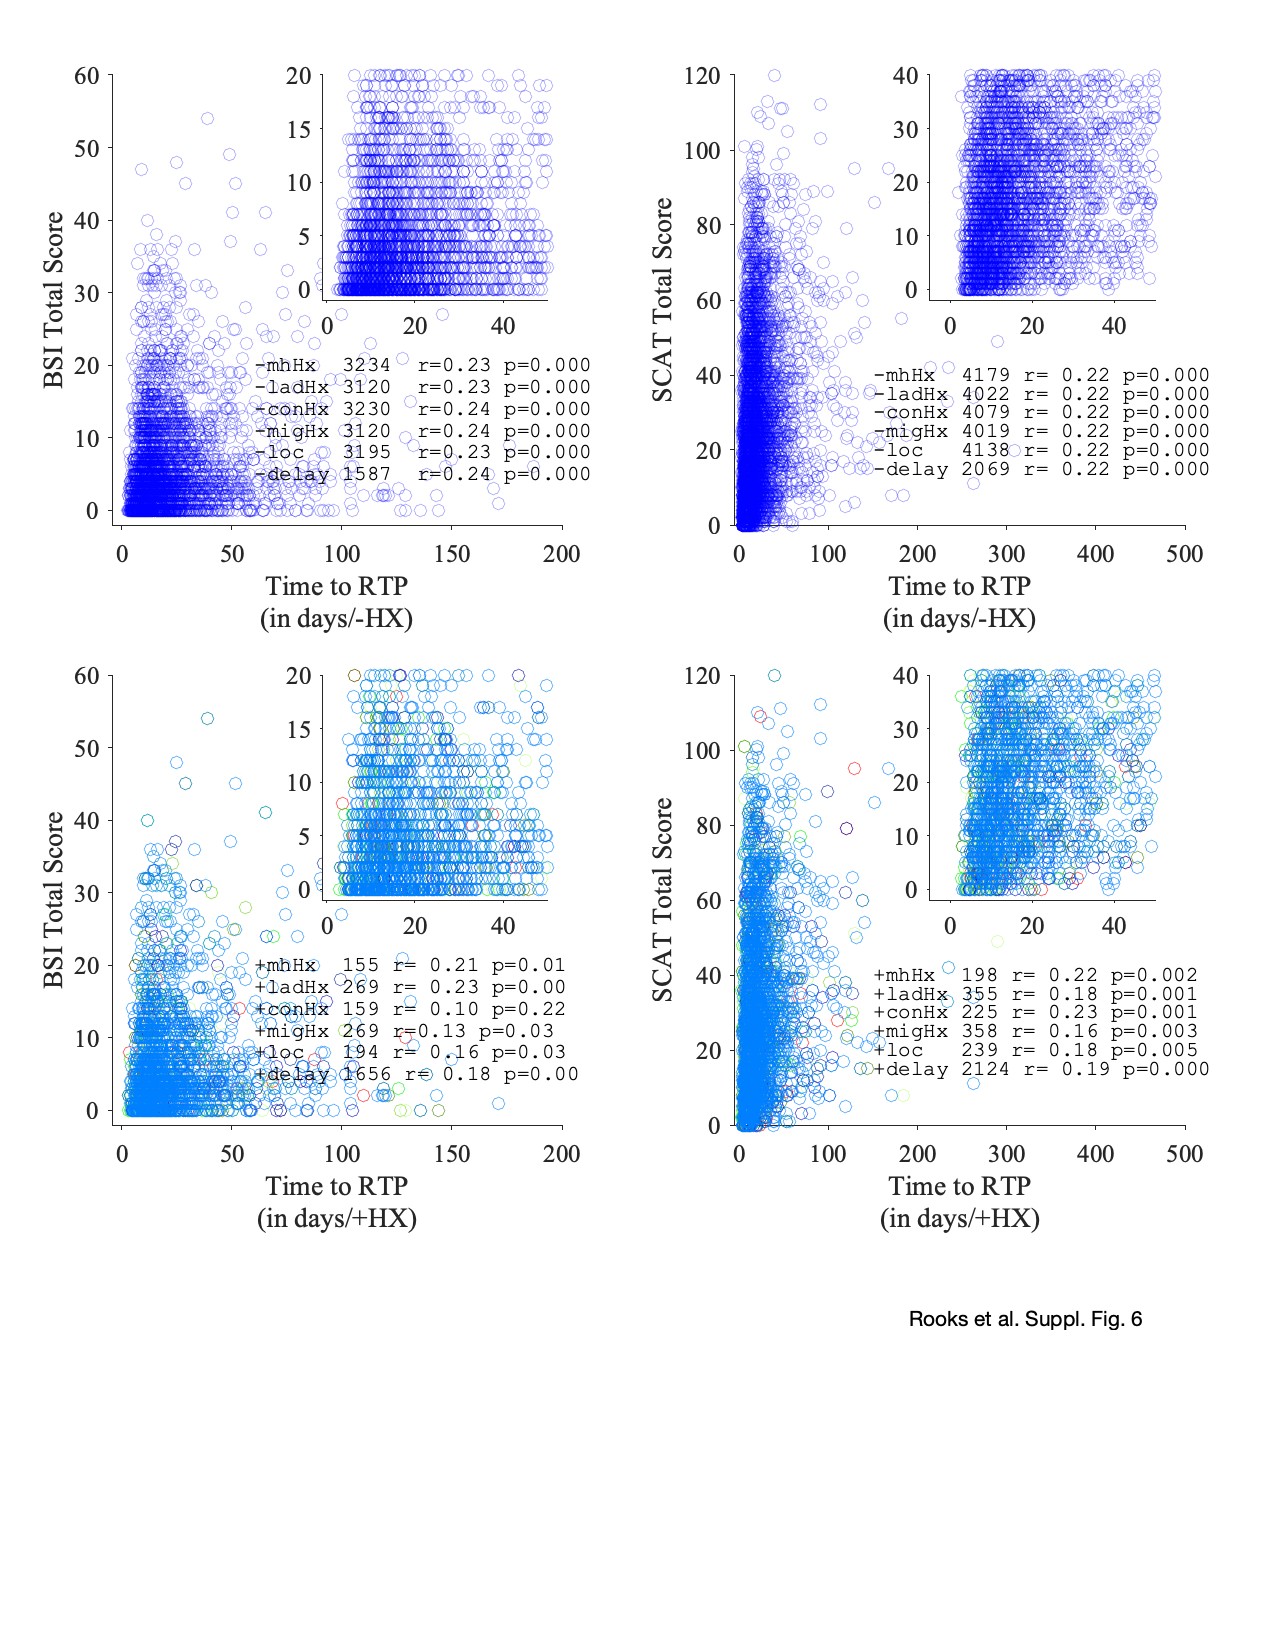 60
50
40
30
20
10
0
BSI Total Score
0 50 100 150 200
Time to RTP
(in days/-HX)
20
15
10
5
0
0 20 40
-mhHx 3234 r=0.23 p=0.000
-ladHx 3120 r=0.23 p=0.000
-conHx 3230 r=0.24 p=0.000
-migHx 3120 r=0.24 p=0.000
-loc 3195 r=0.23 p=0.000
-delay 1587 r=0.24 p=0.000
120
100
80
60
40
20
0
SCAT Total Score
0 100 200 300 400 500
Time to RTP
(in days/-HX)
40
30
20
10
0
0 20 40
-mhHx 4179 r= 0.22 p=0.000
-ladHx 4022 r= 0.22 p=0.000
-conHx 4079 r= 0.22 p=0.000
-migHx 4019 r= 0.22 p=0.000
-loc 4138 r= 0.22 p=0.000
-delay 2069 r= 0.22 p=0.000
60
50
40
30
20
10
0
BSI Total Score
0 50 100 150 200
Time to RTP
(in days/+HX)
20
15
10
5
0
0 20 40
+mhHx 155 r= 0.21 p=0.01
+ladHx 269 r= 0.23 p=0.00
+conHx 159 r= 0.10 p=0.22
+migHx 269 r=0.13 p=0.03
+loc 194 r= 0.16 p=0.03
+delay 1656 r= 0.18 p=0.00
120
100
80
60
40
20
0
SCAT Total Score
0 100 200 300 400 500
Time to RTP
(in days/+HX)
40
30
20
10
0
0 20 40
+mhHx 198 r= 0.22 p=0.002
+ladHx 355 r= 0.18 p=0.001
+conHx 225 r= 0.23 p=0.001
+migHx 358 r= 0.16 p=0.003
+loc 239 r= 0.18 p=0.005
+delay 2124 r= 0.19 p=0.000
Rooks et al. Suppl. Fig. 6